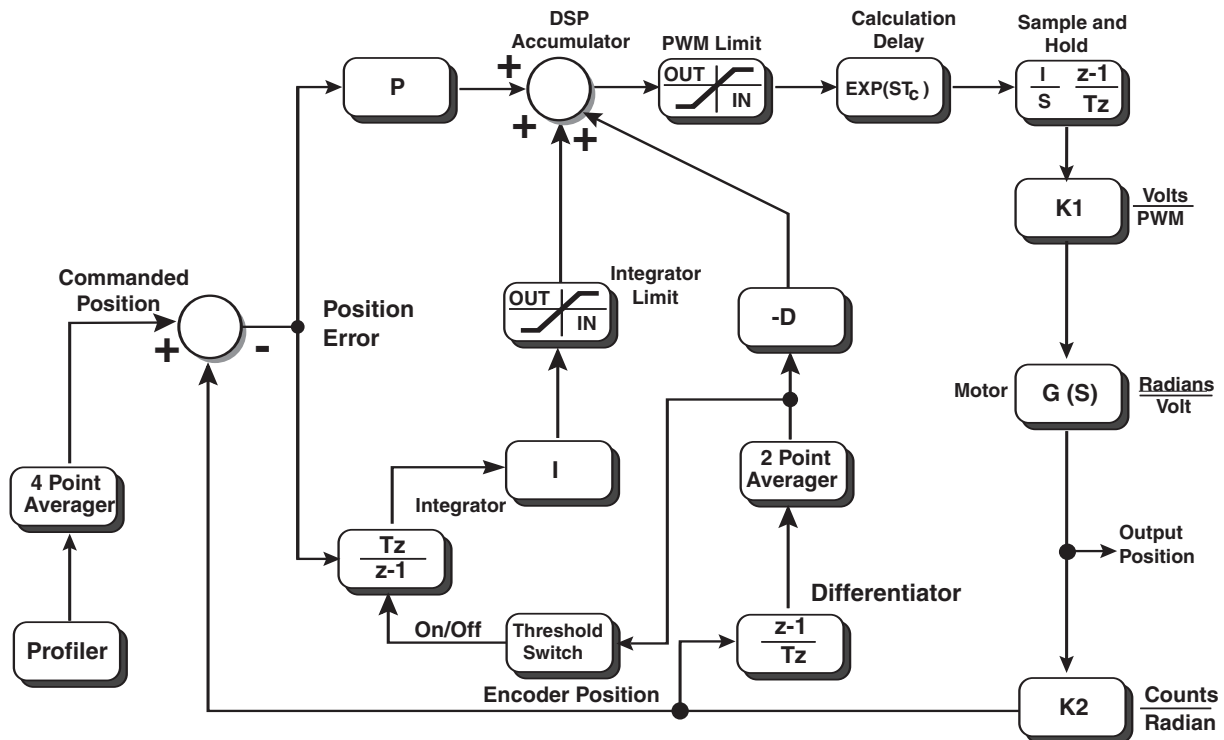 DSP
Accumulator
Calculation
Delay
Sample and
Hold
PWM Limit
P
+
+
+
OUT
IN
EXP(STc)
I
S
z-1
Tz
K1
Volts
PWM
Commanded
Position
+
-
Position
Error
OUT
IN
Integrator
Limit
-D
Motor
G (S)
Radians
Volt
4 Point
Averager
I
Integrator
2 Point
Averager
Tz
z-1
Output
Position
Differentiator
Profiler
On/Off
Threshold
Switch
z-1
Tz
Encoder Position
K2
Counts
Radian